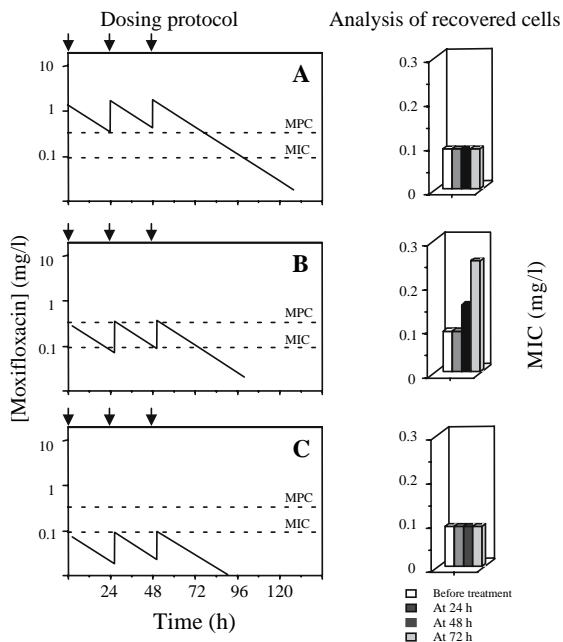 Dosing protocol
Analysis of recovered cells
A
10
1
0.1
MPC
MIC
0.3
0.2
0.1
0
B
10
1
0.1
MPC
MIC
0.3
0.2
0.1
0
C
10
1
0.1
MPC
MIC
0.3
0.2
0.1
0
[Moxifloxacin] (mg/l)
MIC (mg/l)
24
48
72
96
120
Time (h)
Before treatment
At 24 h
At 48 h
At 72 h